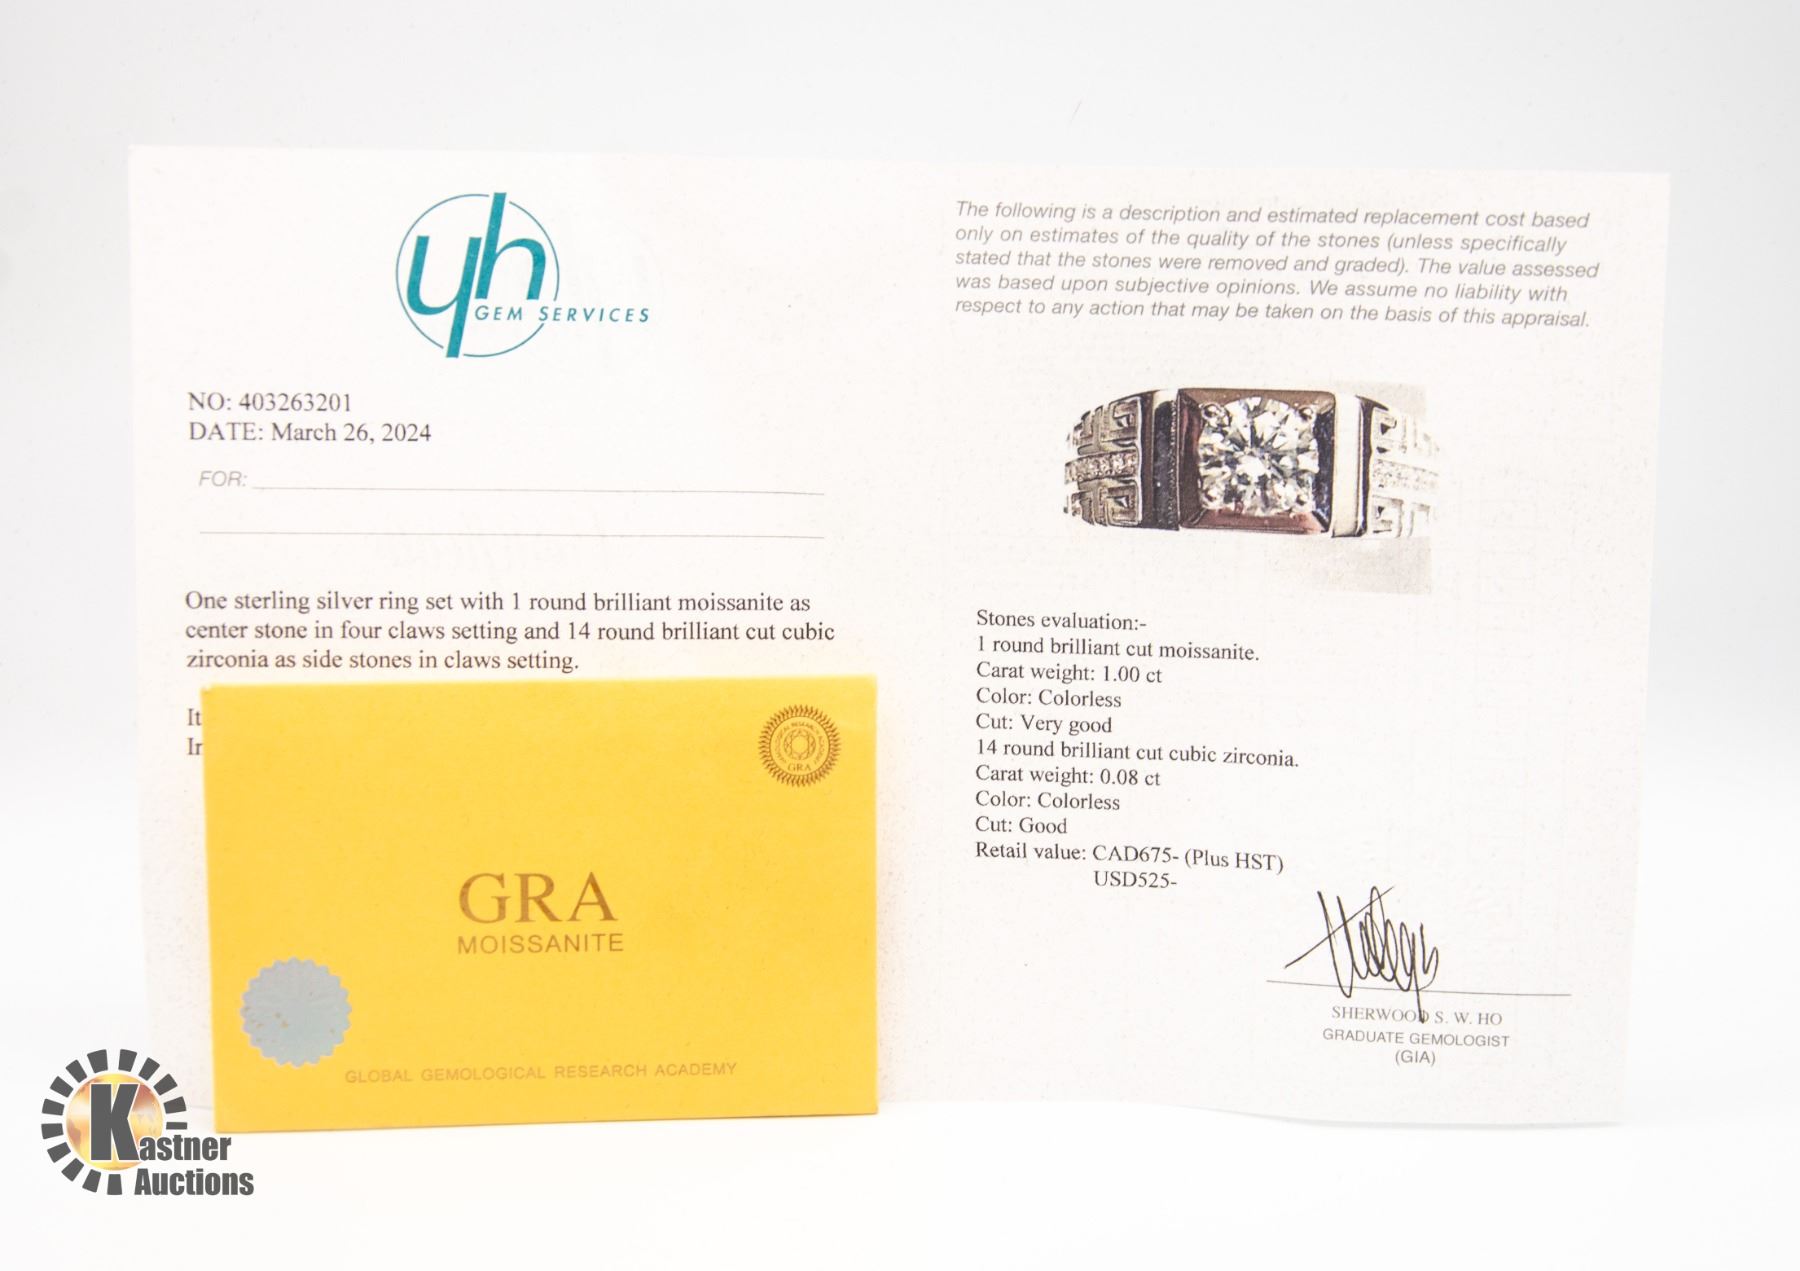 yh
GEM SERVICES
NO: 403263201
DATE: March 26, 2024
FOR:
One sterling silver ring set with 1 round brilliant moissanite as
center stone in four claws setting and 14 round brilliant cut cubic
zirconia as side stones in claws setting.
It
GRA
GRA
MOISSANITE
GLOBAL GEMOLOGICAL RESEARCH ACADEMY
The following is a description and estimated replacement cost based
only on estimates of the quality of the stones (unless specifically
stated that the stones were removed and graded). The value assessed
was based upon subjective opinions. We assume no liability with
respect to any action that may be taken on the basis of this appraisal.
Stones evaluation:-
1 round brilliant cut moissanite.
Carat weight: 1.00 ct
Color: Colorless
Cut: Very good
14 round brilliant cut cubic zirconia.
Carat weight: 0.08 ct
Color: Colorless
Cut: Good
Retail value: CAD675- (Plus HST)
USD525-
SHERWOOD S. W. HO
GRADUATE GEMOLOGIST
(GIA)
Kastner
Auctions